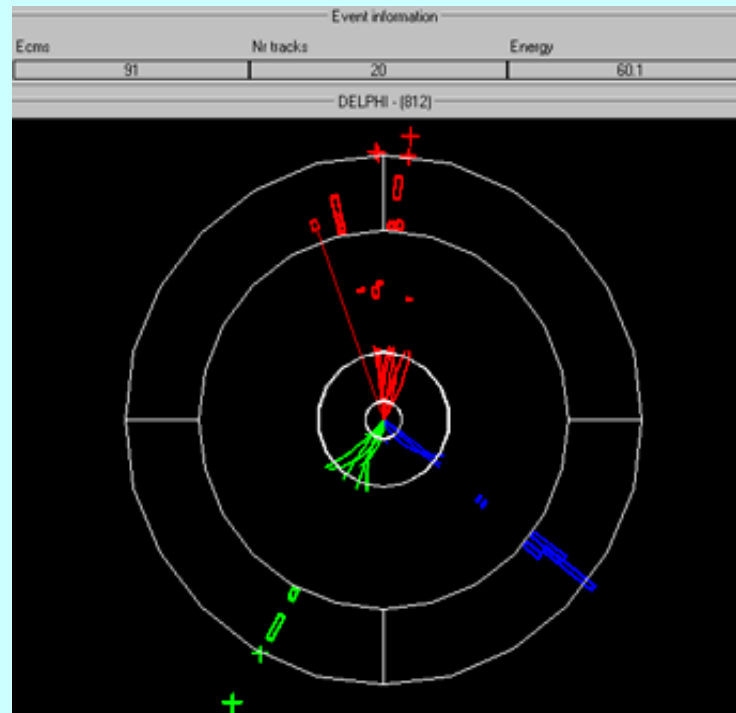 Event information
Ecms Nr tracks Energy
91 20 60.1
DELPHI - (812)